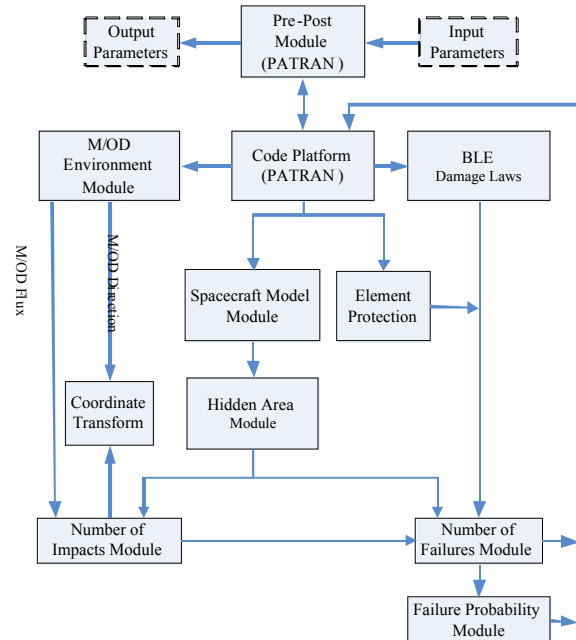 Output
Parameters
Pre-Post
Module
(PATRAN )
Input
Parameters
M/OD
Environment
Module
Code Platform
(PATRAN )
BLE
Damage Laws
M/OD Flux
M/OD Direction
Spacecraft Model
Module
Element
Protection
Coordinate
Transform
Hidden Area
Module
Number of
Impacts Module
Number of
Failures Module
Failure Probability
Module